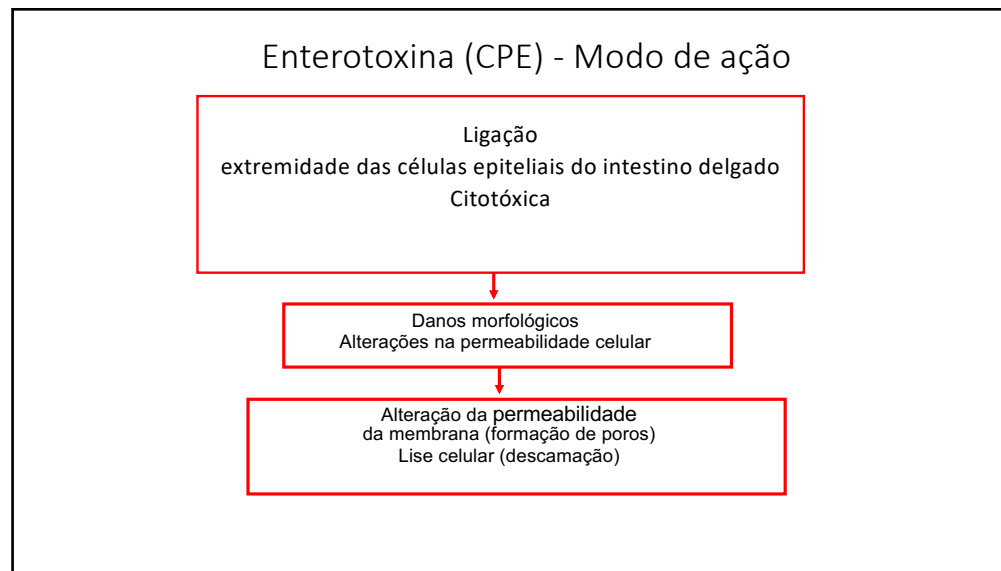 Enterotoxina (CPE) - Modo de ação
Ligação
extremidade das células epiteliais do intestino delgado
Citotóxica
Danos morfológicos
Alterações na permeabilidade celular
Alteração da permeabilidade
da membrana (formação de poros)
Lise celular (descamação)